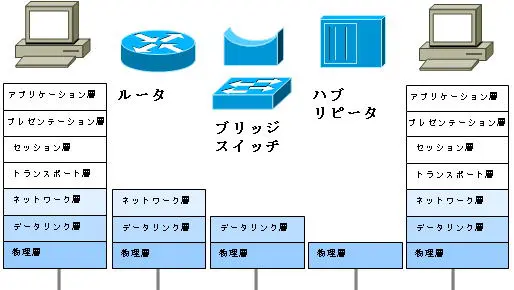 ルータ
ブリッジ
スイッチ
ハブ
リピータ
アプリケーション層
プレゼンテーション層
セッション層
トランスポート層
ネットワーク層
データリンク層
物理層
ネットワーク層
データリンク層
物理層
データリンク層
物理層
物理層
アプリケーション層
プレゼンテーション層
セッション層
トランスポート層
ネットワーク層
データリンク層
物理層